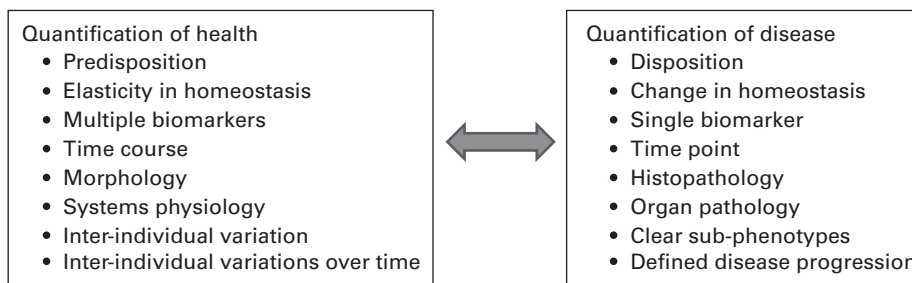 Quantification of health
• Predisposition
• Elasticity in homeostasis
• Multiple biomarkers
• Time course
• Morphology
• Systems physiology
• Inter-individual variation
• Inter-individual variations over time
Quantification of disease
• Disposition
• Change in homeostasis
• Single biomarker
• Time point
• Histopathology
• Organ pathology
• Clear sub-phenotypes
• Defined disease progression